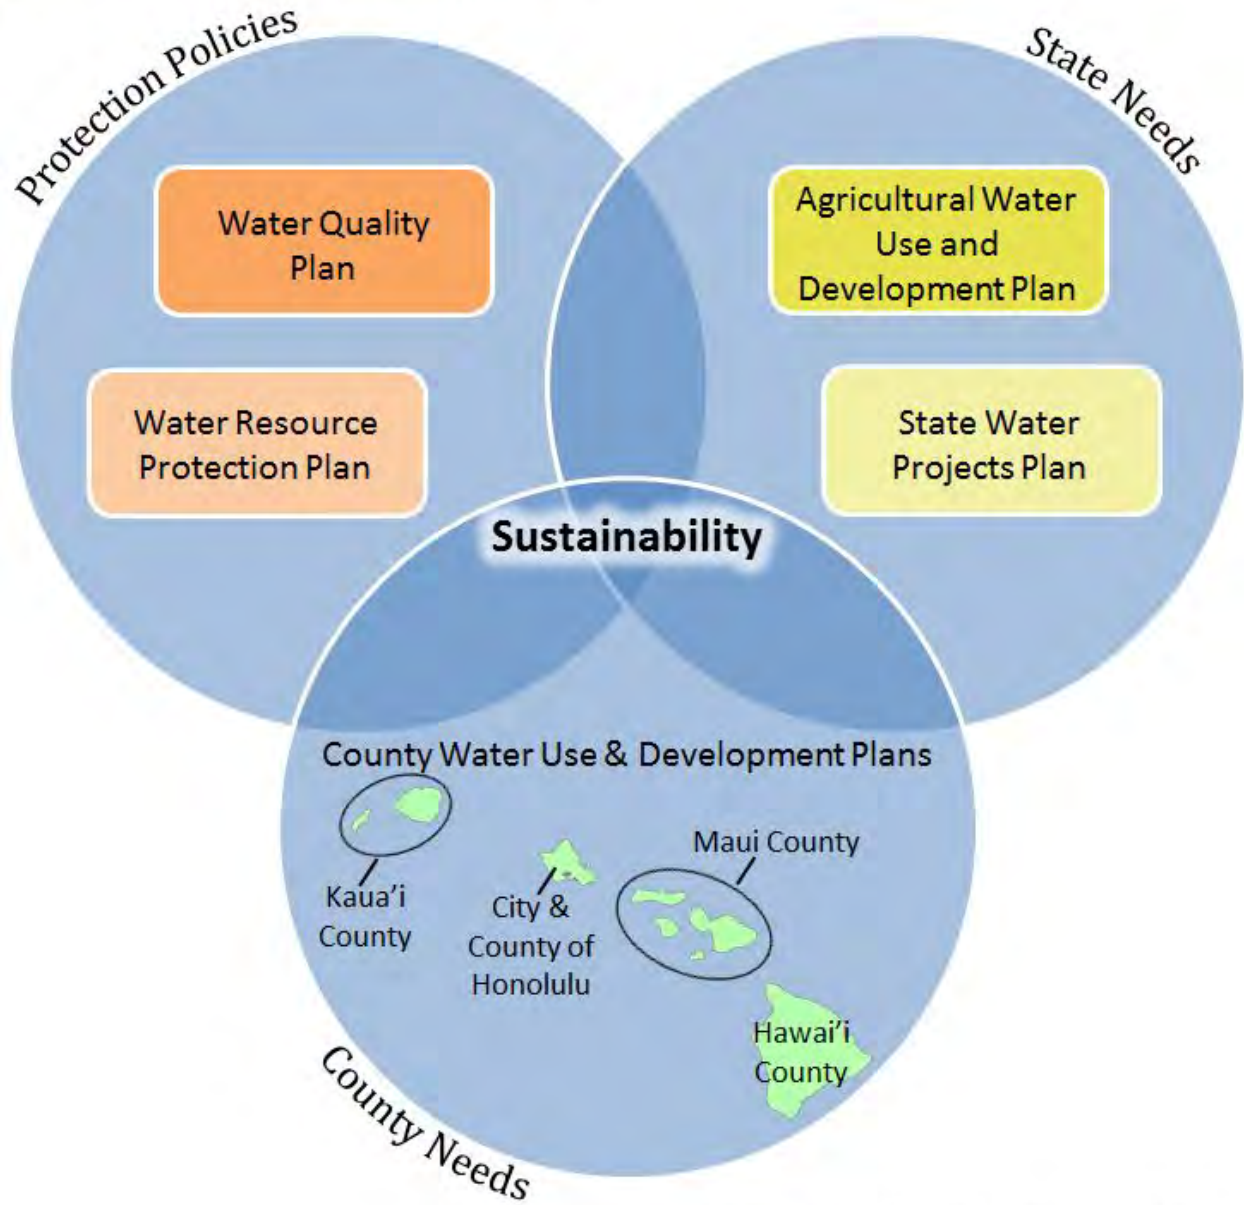 Protection Policies
State Needs
Water Quality
Plan
Agricultural Water
Use and
Development Plan
Water Resource
Protection Plan
State Water
Projects Plan
Sustainability
County Water Use & Development Plans
Maui County
Kaua’i
County
City &
County of
Honolulu
Hawai’i
County
County Needs